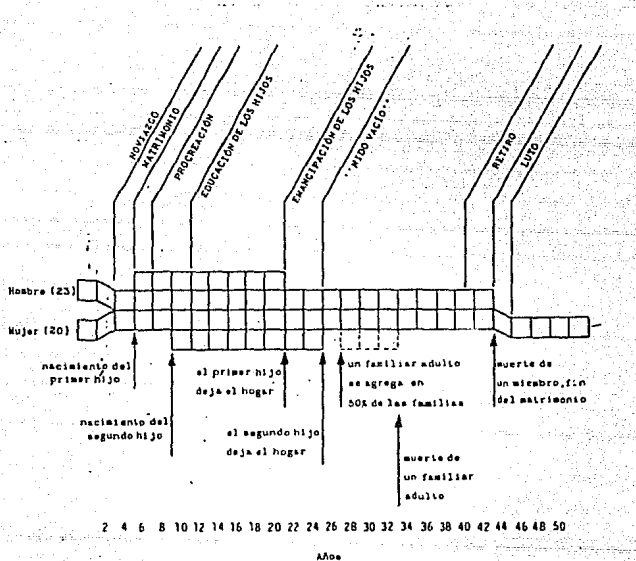 NOVIAZGO
MATRIMONIO
PROCREACIÓN
EDUCACIÓN DE LOS HIJOS
EMANCIPACIÓN DE LOS HIJOS
"NIDO VACÍO"
RETIRO
LUTO
Hombre (23)
Mujer (20)
nacimiento del
primer hijo
nacimiento del
segundo hijo
el primer hijo
deja el hogar
el segundo hijo
deja el hogar
un familiar adulto
se agrega en
50% de las familias
muerte de
un familiar
adulto
muerte de
un miembro, fin
del matrimonio
2 4 6 8 10 12 14 16 18 20 22 24 26 28 30 32 34 36 38 40 42 44 46 48 50
Años